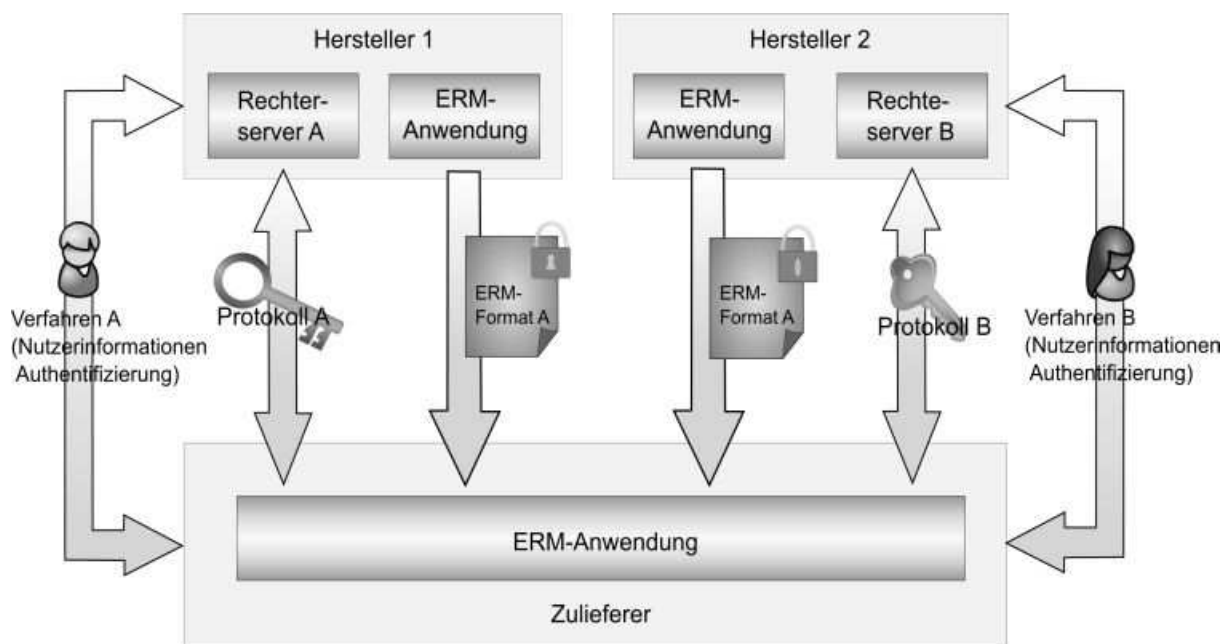 Hersteller 1
Hersteller 2
Rechter-
server A
ERM-
Anwendung
ERM-
Anwendung
Rechte-
server B
ERM-
Format A
ERM-
Format A
Protokoll A
Protokoll B
Verfahren A
(Nutzerinformationen
Authentifizierung)
Verfahren B
(Nutzerinformationen
Authentifizierung)
ERM-Anwendung
Zulieferer